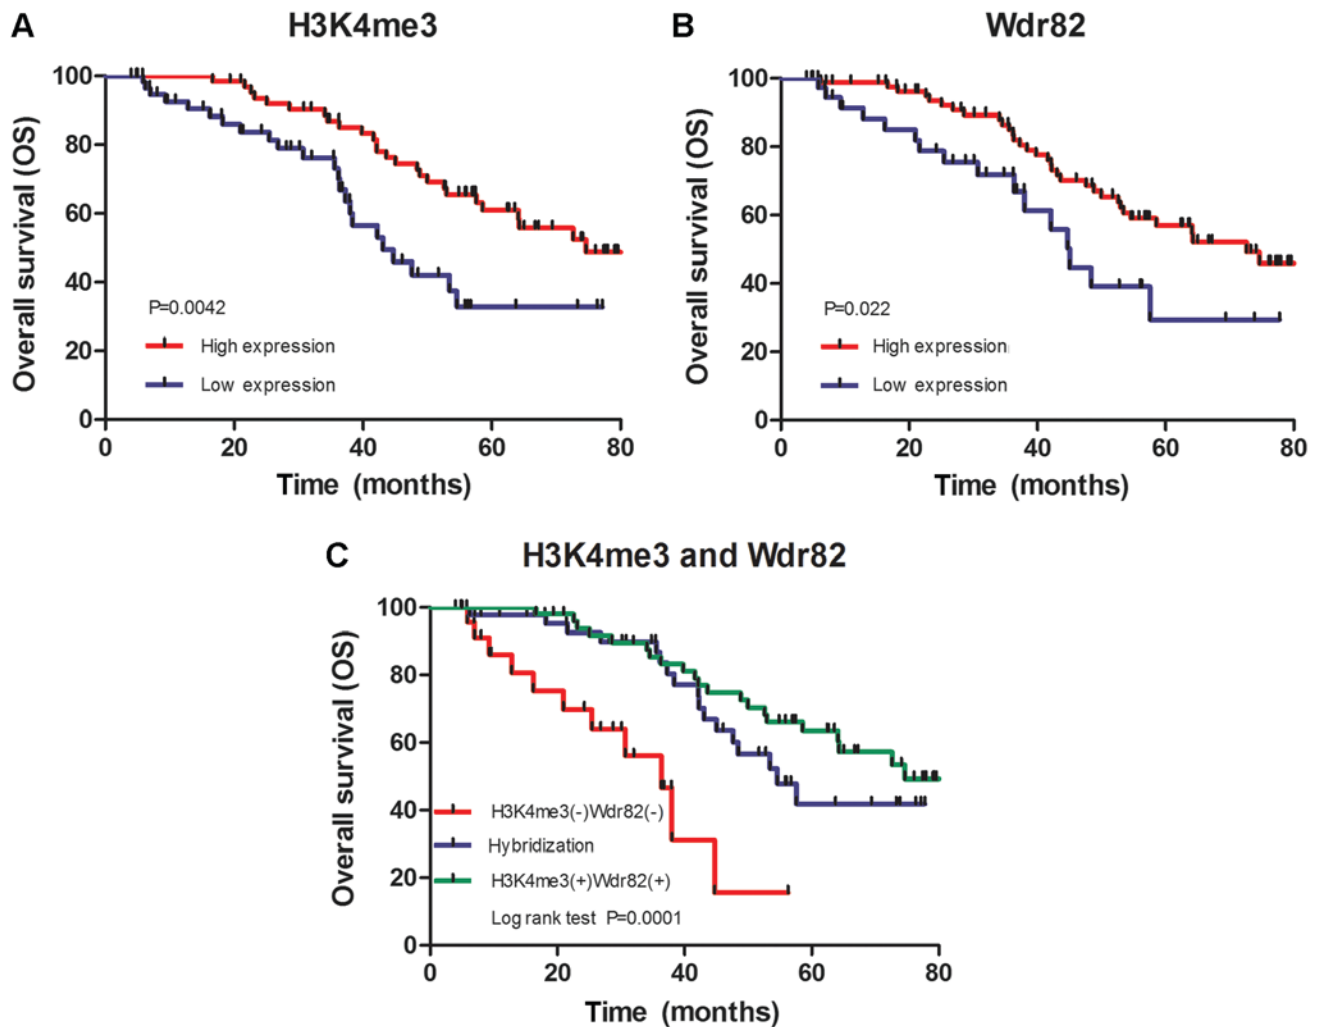 A
H3K4me3
100
80
60
40
20
0
Overall survival (OS)
P=0.0042
High expression
Low expression
0 20 40 60 80
Time (months)
B
Wdr82
100
80
60
40
20
0
Overall survival (OS)
P=0.022
High expression
Low expression
0 20 40 60 80
Time (months)
C
H3K4me3 and Wdr82
100
80
60
40
20
0
Overall survival (OS)
H3K4me3(-)Wdr82(-)
Hybridization
H3K4me3(+)Wdr82(+)
Log rank test P=0.0001
0 20 40 60 80
Time (months)